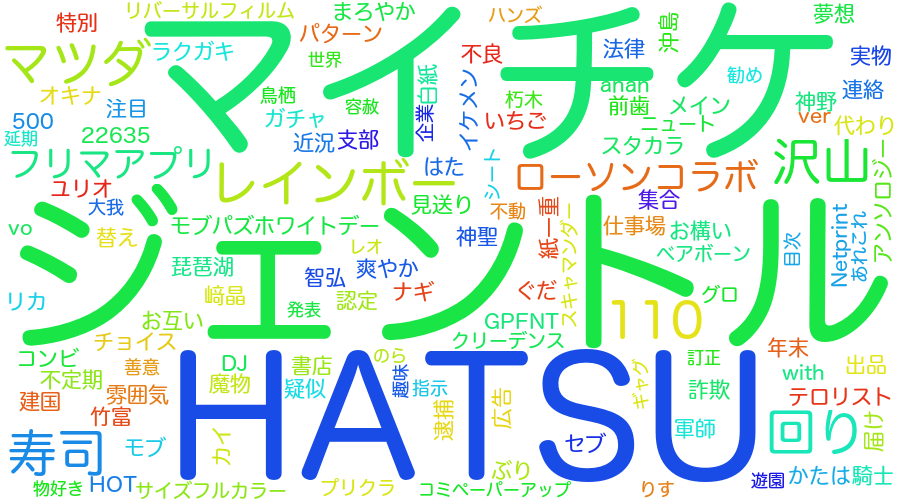 リバーサルフィルム
まろやか
ハンズ
夢想
特別
パターン
沖島
マツダ
ラクガキ
マイチケ
世界
不良
法律
実物
オキナ
鳥栖
白紙
イケメン
anan
勧め
連絡
500
注目
容赦
朽木
前歯
メイン
神野
延期
22635
ガチャ
企業
いちご
ニュート
ver
代わり
近況
支部
スタカラ
フリマアプリ
はた
シート
ローソンコラボ
沢山
アンソロジー
ユリオ
レインボー
大我
見送り
不動
紙一重
集合
Netprint
あれこれ
vo
モブパズホワイトデー
仕事場
お構い
替え
レオ
神聖
スキャマンダー
ベアボーン
目次
ジェントル
琵琶湖
智弘
爽やか
リカ
﨑晶
発表
認定
ナギ
ぐだ
グロ
お互い
GPFNT
110
チョイス
クリーデンス
コンビ
善意
DJ
書店
のら
訂正
年末
出品
不定期
魔物
疑似
趣味
指示
ギャグ
with
HATSU
建国
雰囲気
詐欺
テロリスト
竹富
逮捕
広告
軍師
回り
届け
寿司
モブ
カイ
セブ
物好き
HOT
サイズフルカラー
プリクラ
ぶり
コミペーパーアップ
りす
遊園
かたは
騎士